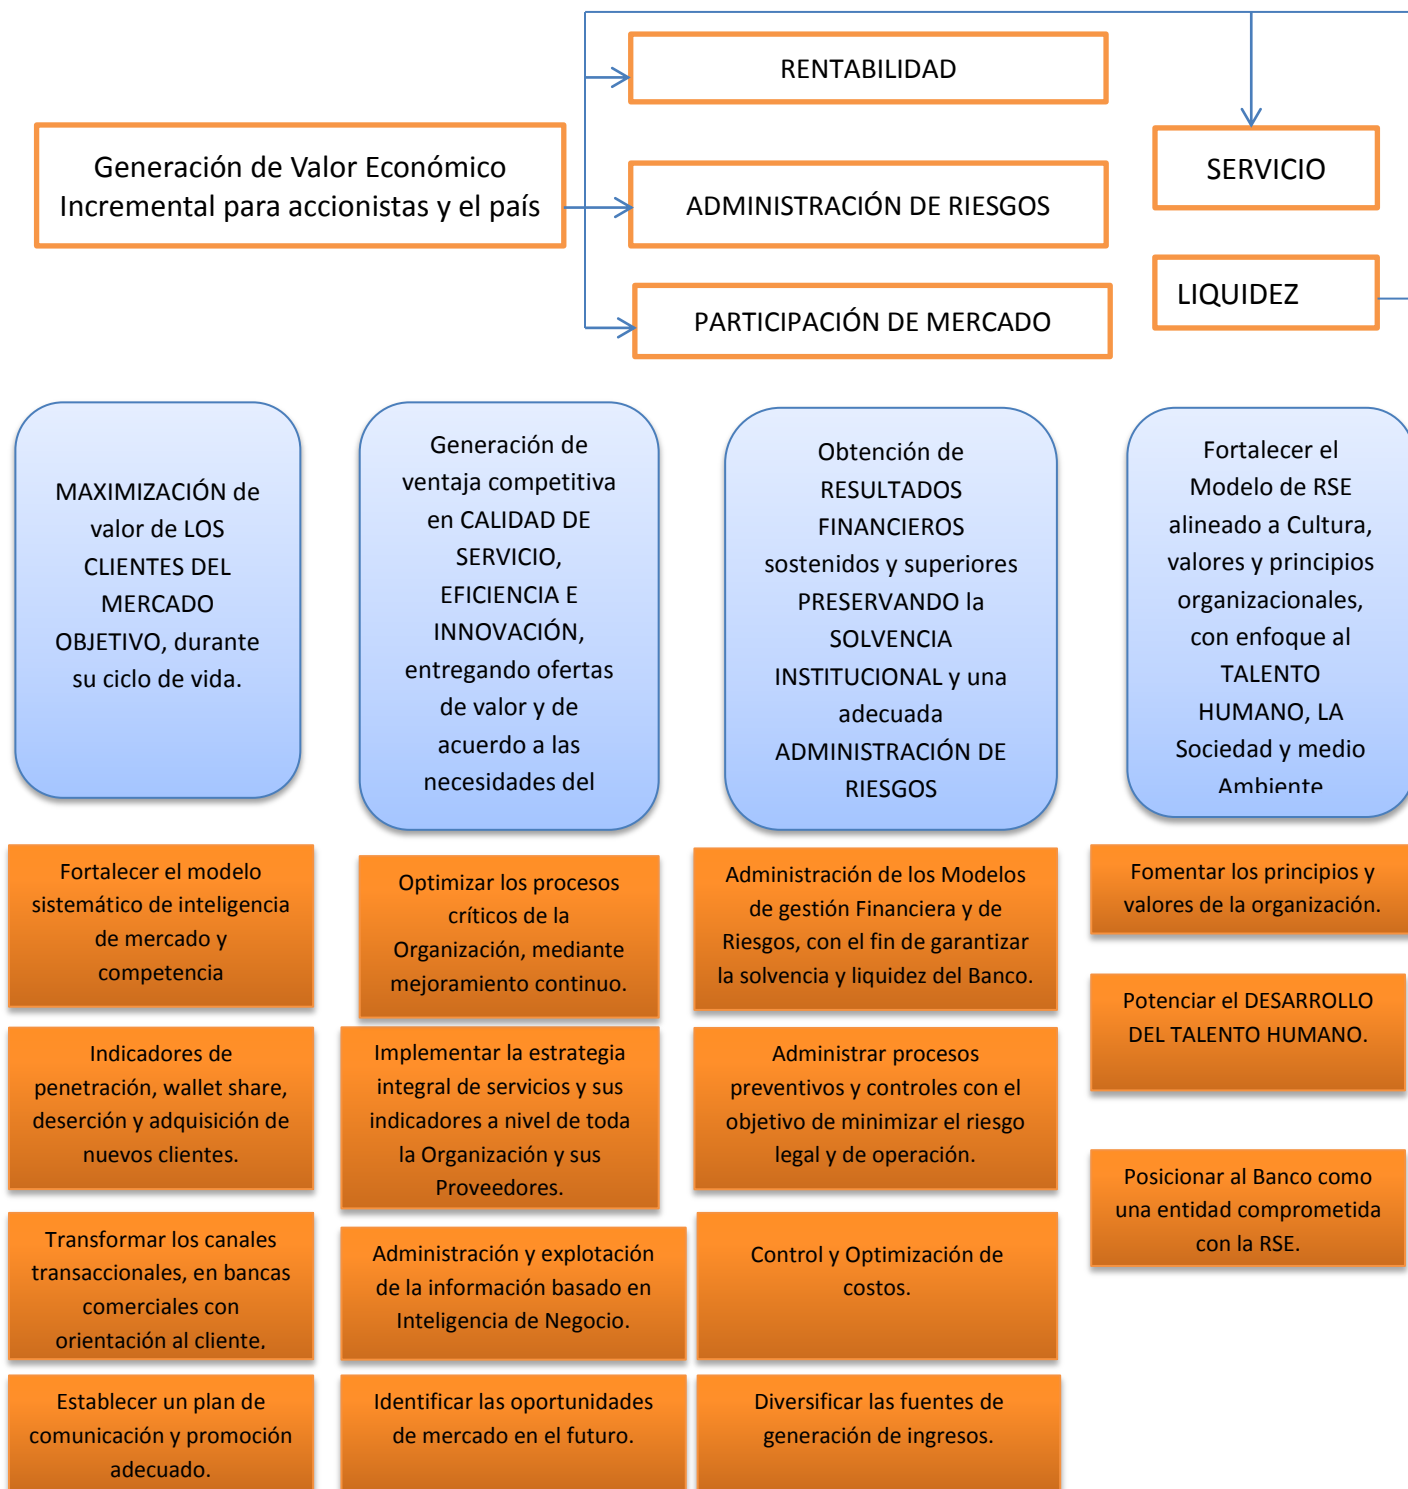 RENTABILIDAD
Generación de Valor Económico
Incremental para accionistas y el país
ADMINISTRACIÓN DE RIESGOS
PARTICIPACIÓN DE MERCADO
SERVICIO
LIQUIDEZ
MAXIMIZACIÓN de
valor de LOS
CLIENTES DEL
MERCADO
OBJETIVO, durante
su ciclo de vida.
Generación de
ventaja competitiva
en CALIDAD DE
SERVICIO,
EFICIENCIA E
INNOVACIÓN,
entregando ofertas
de valor y de
acuerdo a las
necesidades del
Obtención de
RESULTADOS
FINANCIEROS
sostenidos y superiores
PRESERVANDO la
SOLVENCIA
INSTITUCIONAL y una
adecuada
ADMINISTRACIÓN DE
RIESGOS
Fortalecer el
Modelo de RSE
alineado a Cultura,
valores y principios
organizacionales,
con enfoque al
TALENTO
HUMANO, LA
Sociedad y medio
Ambiente
Fortalecer el modelo
sistemático de inteligencia
de mercado y
competencia
Indicadores de
penetración, wallet share,
deserción y adquisición de
nuevos clientes.
Transformar los canales
transaccionales, en bancas
comerciales con
orientación al cliente.
Establecer un plan de
comunicación y promoción
adecuado.
Optimizar los procesos
críticos de la
Organización, mediante
mejoramiento continuo.
Implementar la estrategia
integral de servicios y sus
indicadores a nivel de toda
la Organización y sus
Proveedores.
Administración y explotación
de la información basado en
Inteligencia de Negocio.
Identificar las oportunidades
de mercado en el futuro.
Administración de los Modelos
de gestión Financiera y de
Riesgos, con el fin de garantizar
la solvencia y liquidez del Banco.
Administrar procesos
preventivos y controles con el
objetivo de minimizar el riesgo
legal y de operación.
Control y Optimización de
costos.
Diversificar las fuentes de
generación de ingresos.
Fomentar los principios y
valores de la organización.
Potenciar el DESARROLLO
DEL TALENTO HUMANO.
Posicionar al Banco como
una entidad comprometida
con la RSE.